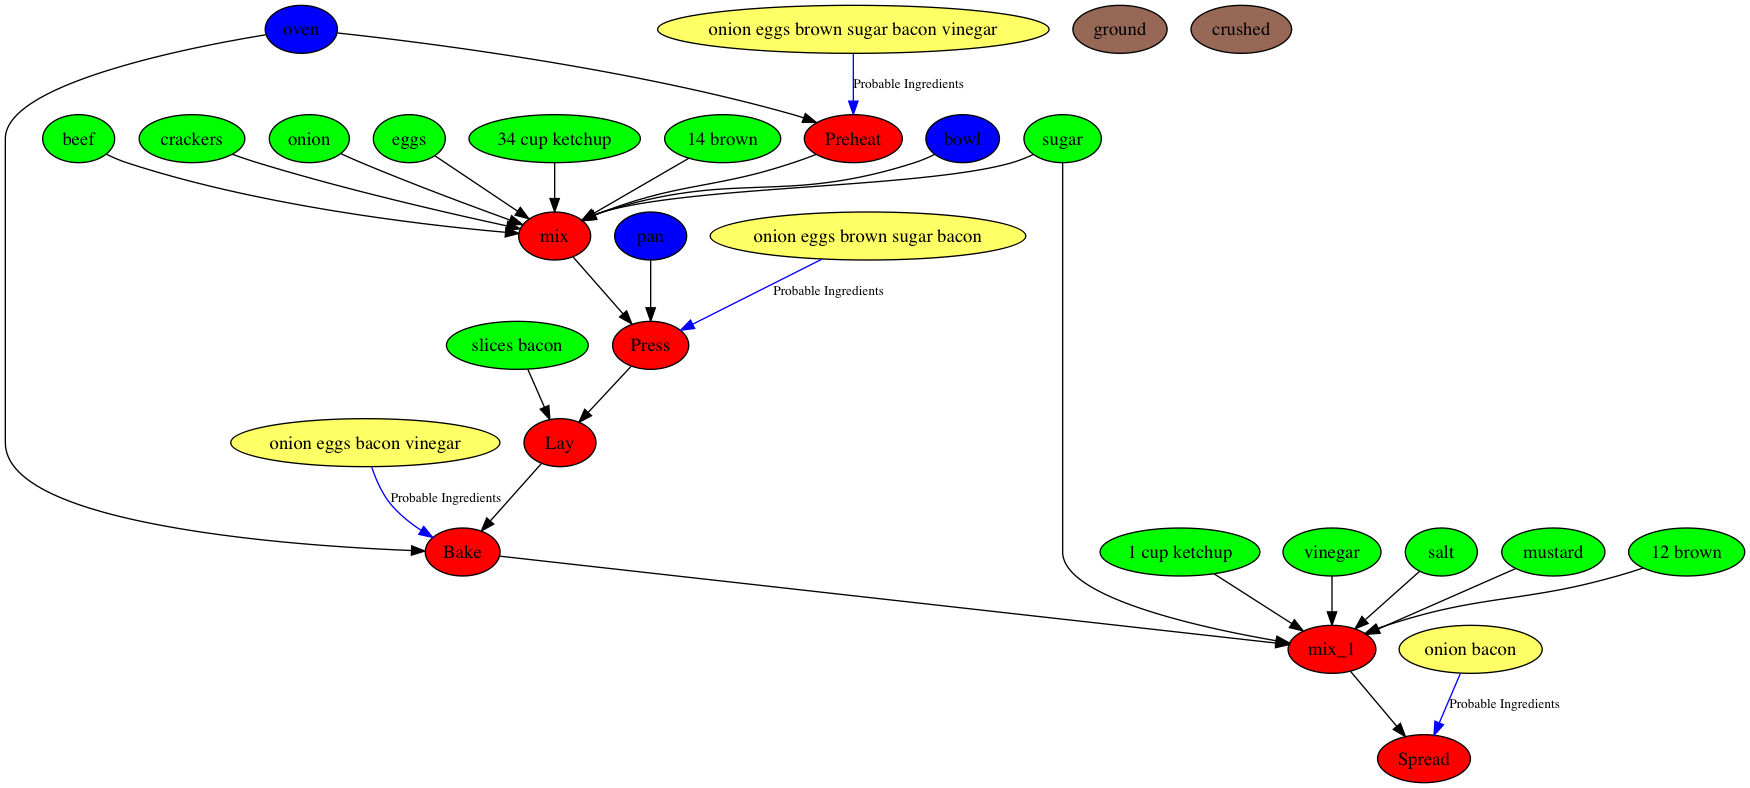 oven
onion eggs brown sugar bacon vinegar
ground
crushed
Probable Ingredients
beef
crackers
onion
eggs
34 cup ketchup
14 brown
Preheat
bowl
sugar
mix
pan
onion eggs brown sugar bacon
Probable Ingredients
slices bacon
Press
onion eggs bacon vinegar
Lay
Probable Ingredients
Bake
1 cup ketchup
vinegar
salt
mustard
12 brown
mix_1
onion bacon
Probable Ingredients
Spread